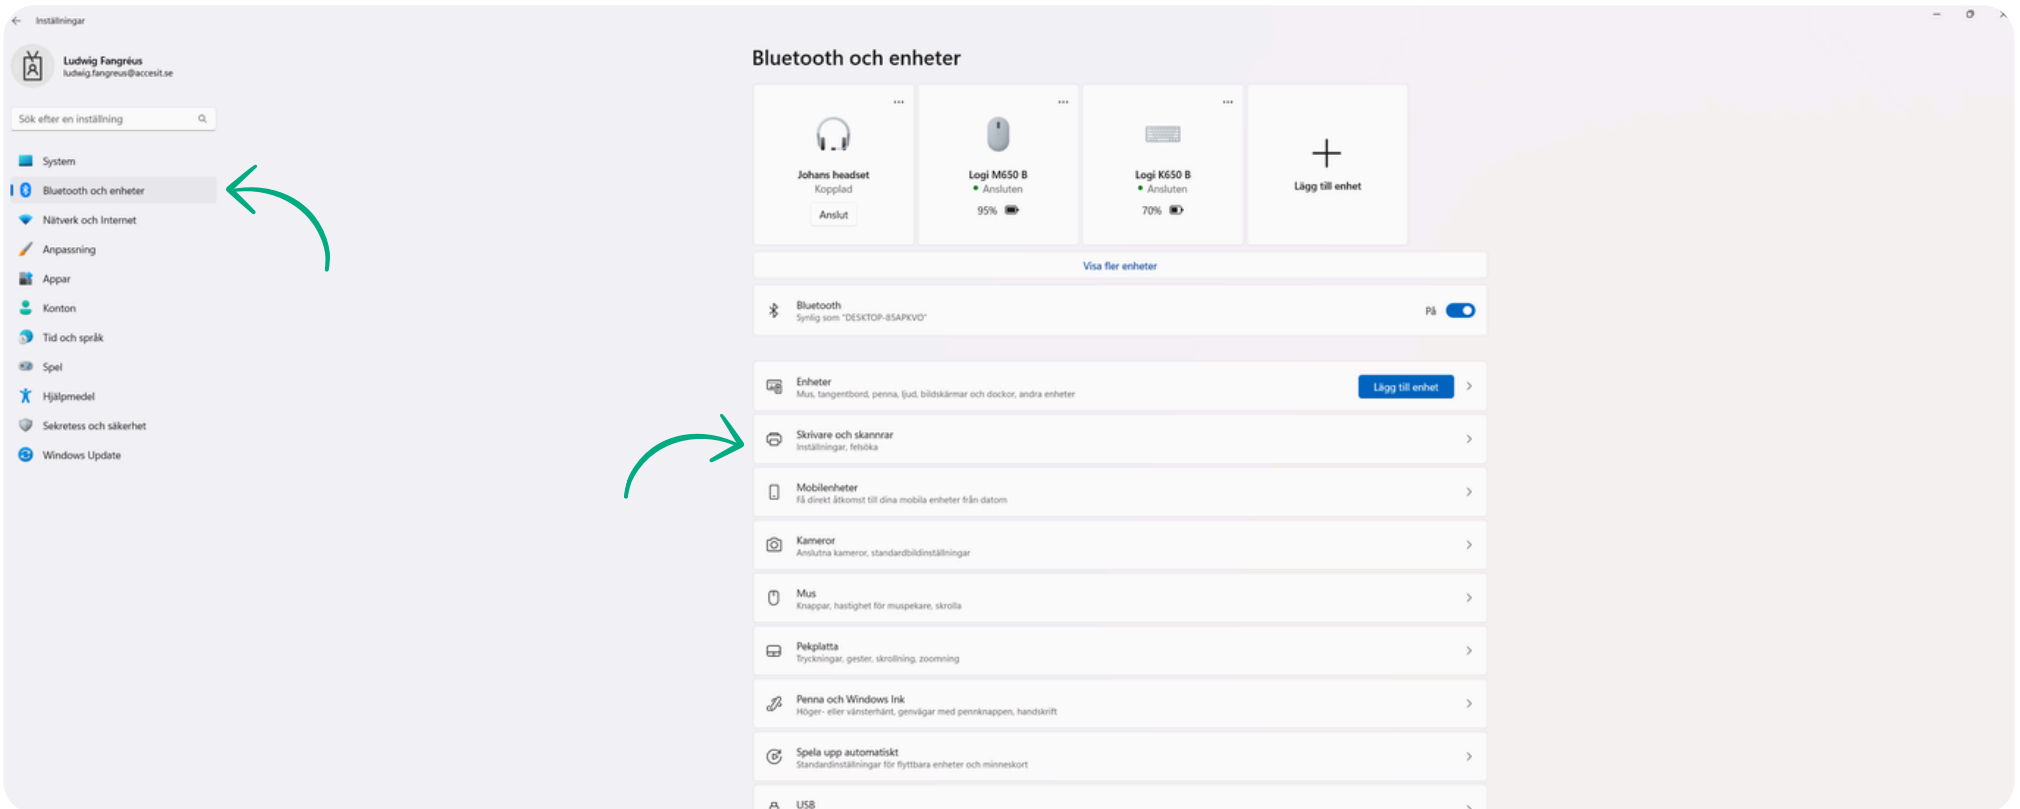 Inställningar
Ludwig Fangréus
ludwig.fangreus@accesit.se
Sök efter en inställning
System
Bluetooth och enheter
Nätverk och Internet
Anpassning
Appar
Konton
Tid och språk
Spel
Hjälpmedel
Sekretess och säkerhet
Windows Update
Bluetooth och enheter
Johans headset
Kopplad
Anslut
Logi M650 B
Ansluten
95%
Logi K650 B
Ansluten
70%
Lägg till enhet
Visa fler enheter
Bluetooth
Synlig som "DESKTOP-85APKVO"
På
Enheter
Mus, tangentbord, penna, ljud, bildskärmar och dockor, andra enheter
Lägg till enhet
Skrivare och skannrar
Inställningar, felsöka
Mobilenheter
Få direkt åtkomst till dina mobila enheter från datorn
Kameror
Anslutna kameror, standardbildinställningar
Mus
Knappar, hastighet för muspekare, skrolla
Pekplatta
Tryckningar, gester, skrollning, zoomning
Penna och Windows Ink
Höger- eller vänsterhänt, genvägar med pennknappen, handskrift
Spela upp automatiskt
Standardinställningar för flyttbara enheter och minneskort
USB